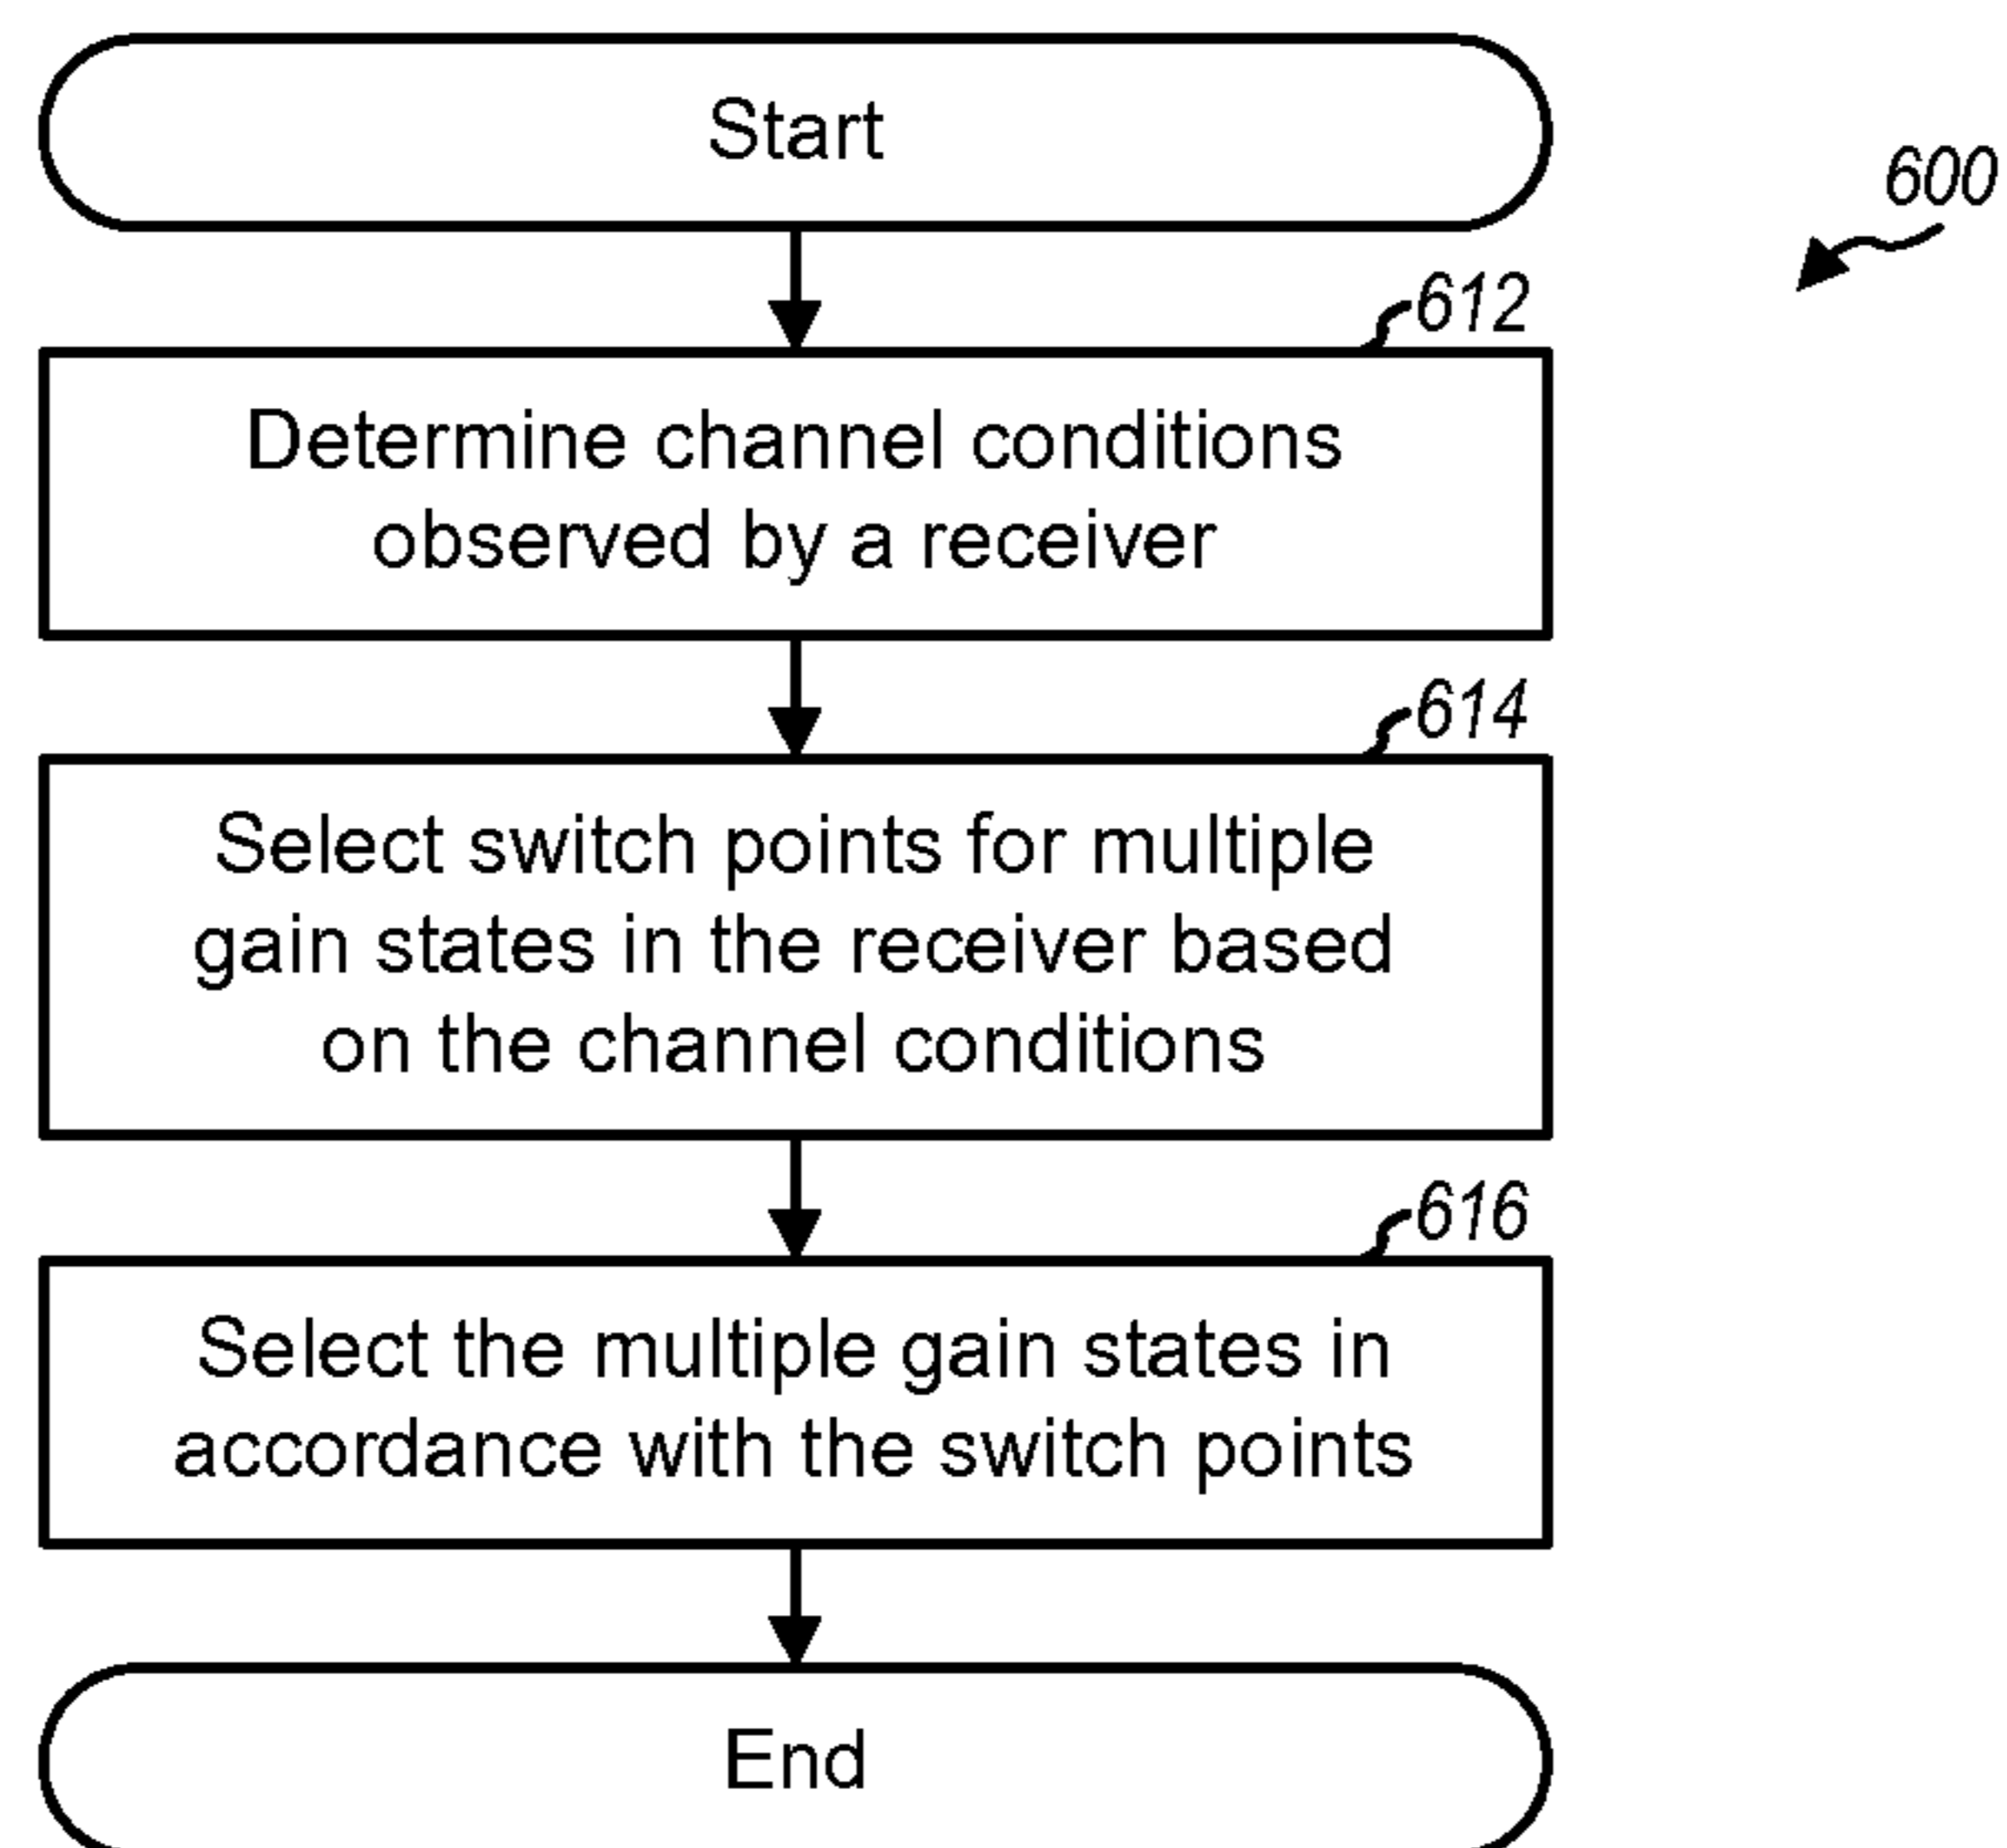 Start
600
612
Determine channel conditions
observed by a receiver
614
Select switch points for multiple
gain states in the receiver based
on the channel conditions
616
Select the multiple gain states in
accordance with the switch points
End